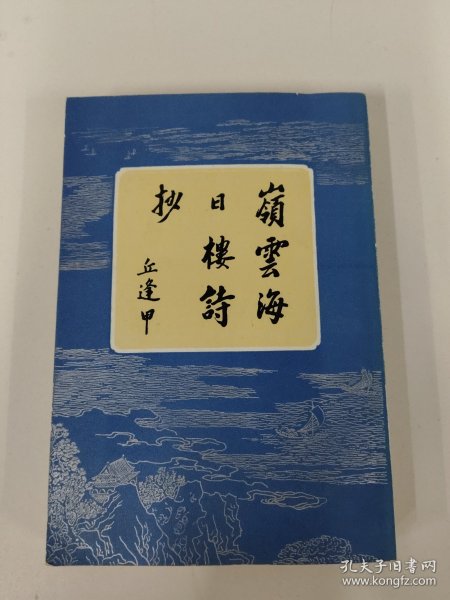 嶺雲海
日樓詩
抄
丘逢甲
孔夫子旧书网
www.kongfz.com